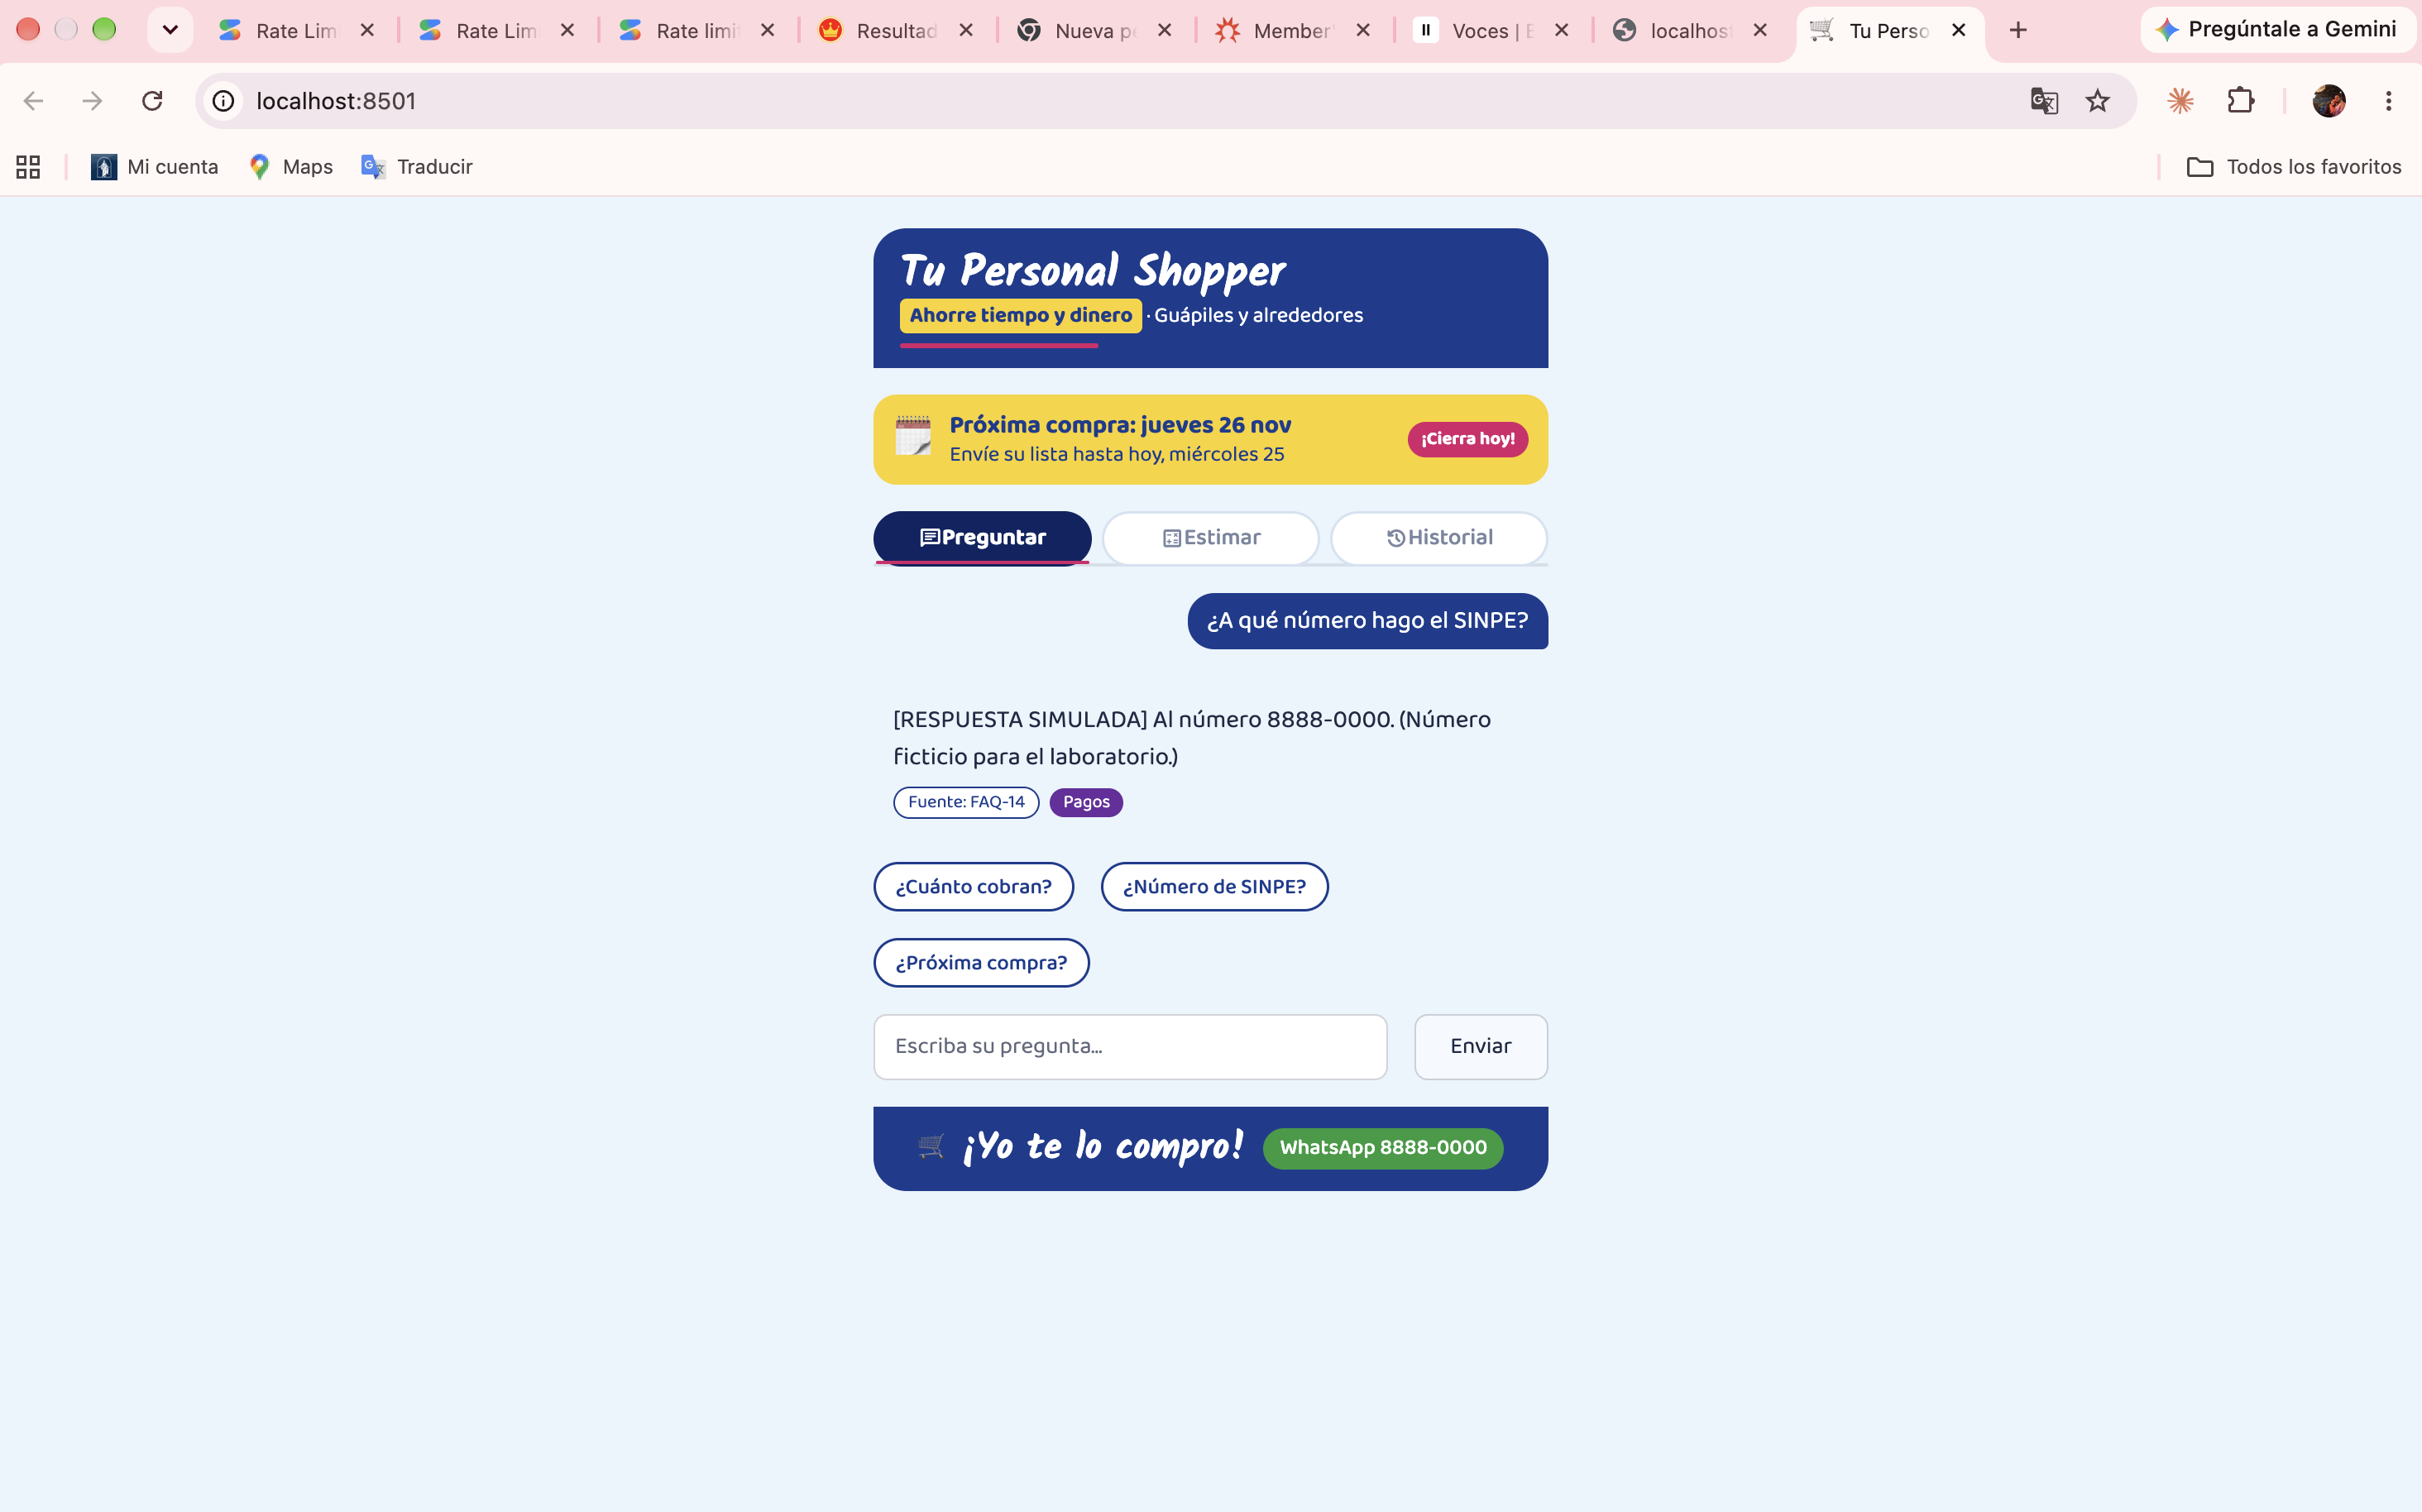 Rate Lim
Rate Lim
Rate limi
Resultad
Nueva pe
Member'
Voces | E
localhost
Tu Perso
Pregúntale a Gemini
localhost:8501
Mi cuenta
Maps
Traducir
Todos los favoritos
Tu Personal Shopper
Ahorre tiempo y dinero · Guápiles y alrededores
Próxima compra: jueves 26 nov
Envíe su lista hasta hoy, miércoles 25
¡Cierra hoy!
Preguntar
Estimar
Historial
¿A qué número hago el SINPE?
[RESPUESTA SIMULADA] Al número 8888-0000. (Número
ficticio para el laboratorio.)
Fuente: FAQ-14
Pagos
¿Cuánto cobran?
¿Número de SINPE?
¿Próxima compra?
Escriba su pregunta...
Enviar
¡Yo te lo compro!
WhatsApp 8888-0000